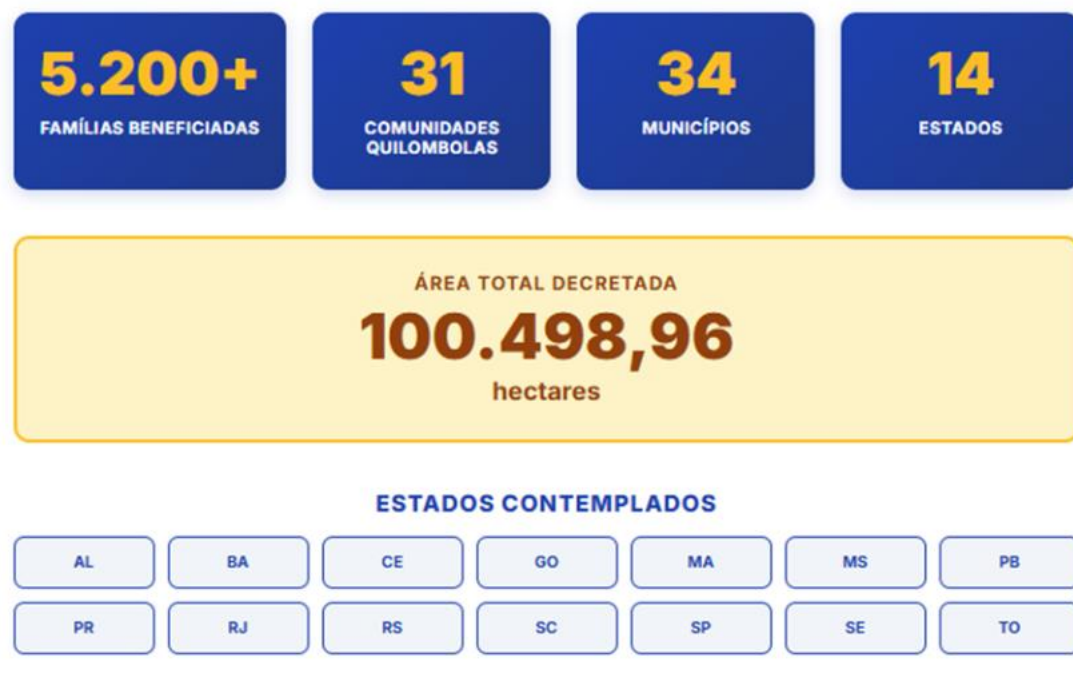 5.200+
FAMÍLIAS BENEFICIADAS
31
COMUNIDADES
QUILOMBOLAS
34
MUNICÍPIOS
14
ESTADOS
ÁREA TOTAL DECRETADA
100.498,96
hectares
ESTADOS CONTEMPLADOS
AL
BA
CE
GO
MA
MS
PB
PR
RJ
RS
SC
SP
SE
TO